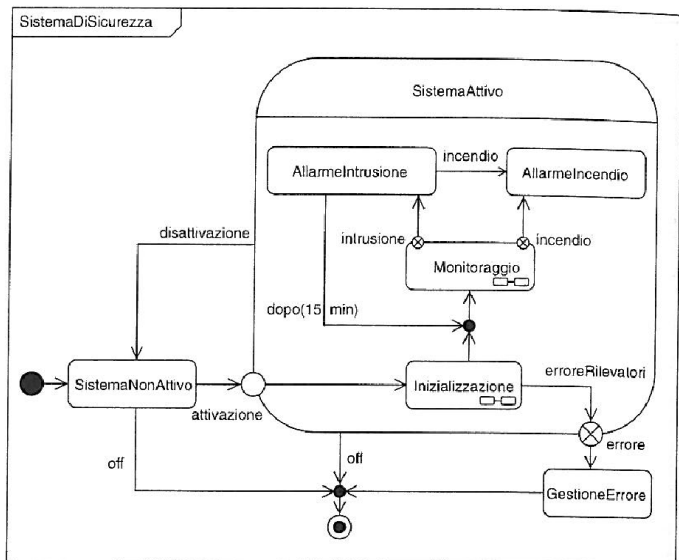 SistemaDiSicurezza
SistemaAttivo
incendio
AllarmeIntrusione
AllarmeIncendio
disattivazione
intrusione
incendio
Monitoraggio
dopo(15 min)
erroreRilevatori
SistemaNonAttivo
Inizializzazione
attivazione
errore
off
off
GestioneErrore